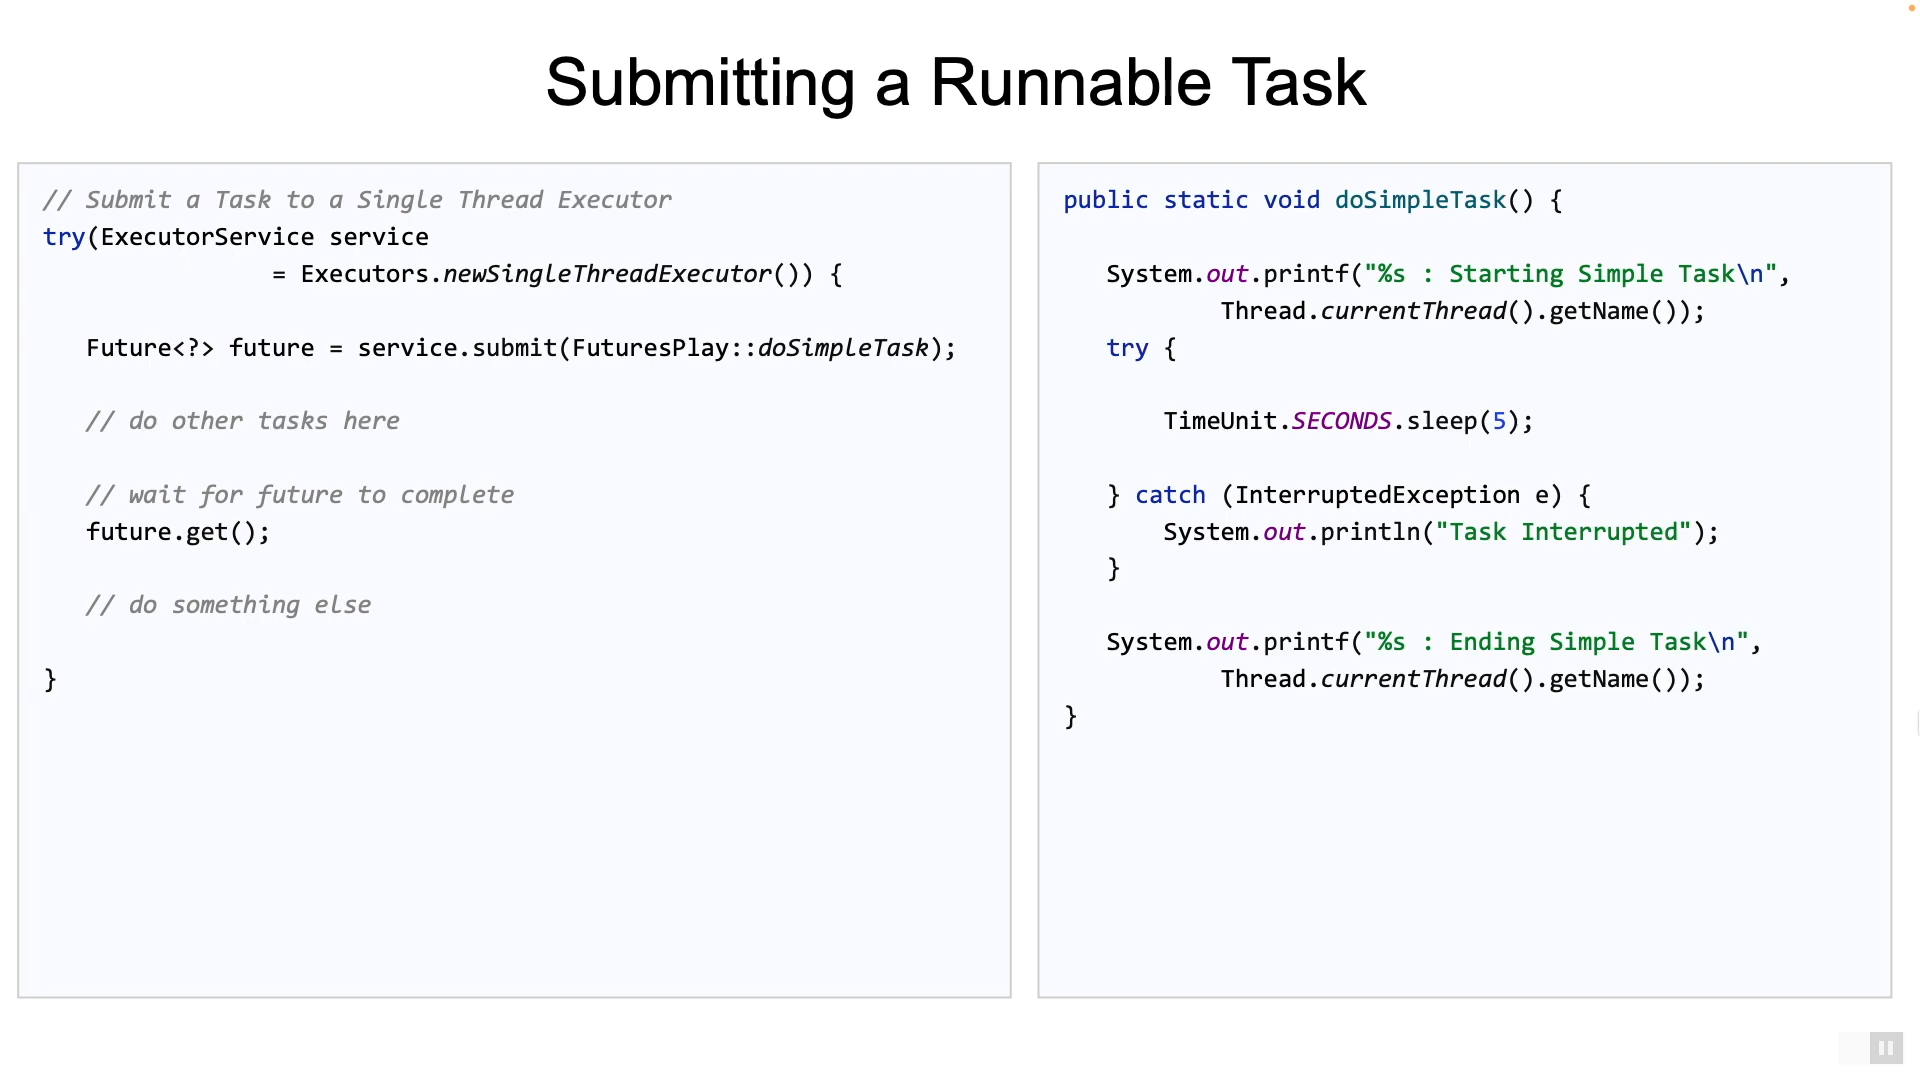 Submitting a Runnable Task
// Submit a Task to a Single Thread Executor
try(ExecutorService service
                = Executors.newSingleThreadExecutor()) {
   Future<?> future = service.submit(FuturesPlay::doSimpleTask);
   // do other tasks here
   // wait for future to complete
   future.get();
   // do something else
}
public static void doSimpleTask() {
   System.out.printf("%s : Starting Simple Task\n",
           Thread.currentThread().getName());
   try {
       TimeUnit.SECONDS.sleep(5);
   } catch (InterruptedException e) {
       System.out.println("Task Interrupted");
   }
   System.out.printf("%s : Ending Simple Task\n",
           Thread.currentThread().getName());
}